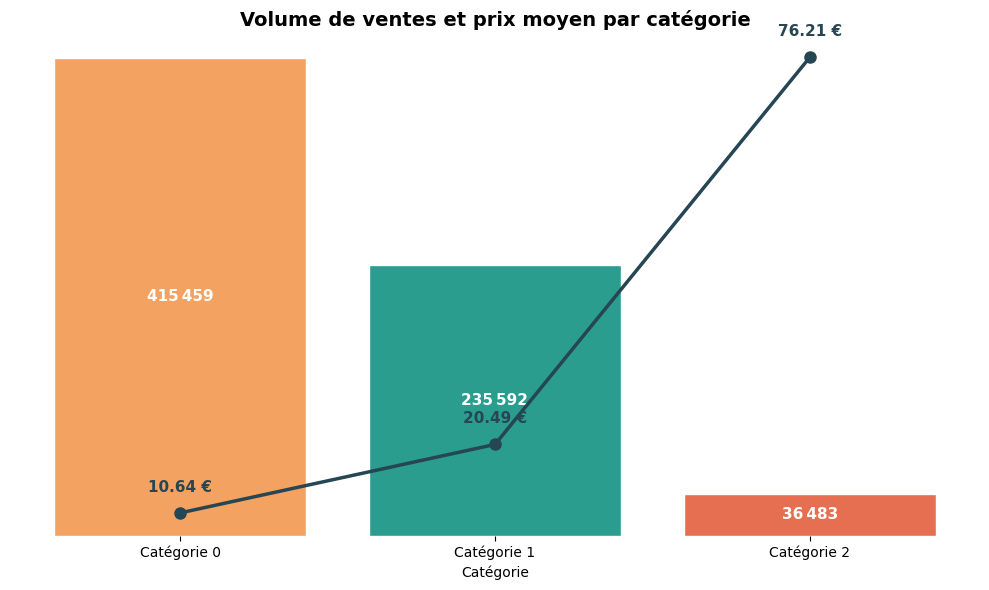 Volume de ventes et prix moyen par catégorie
76.21 €
415 459
235 592
20.49 €
10.64 €
36 483
Catégorie 0
Catégorie 1
Catégorie 2
Catégorie